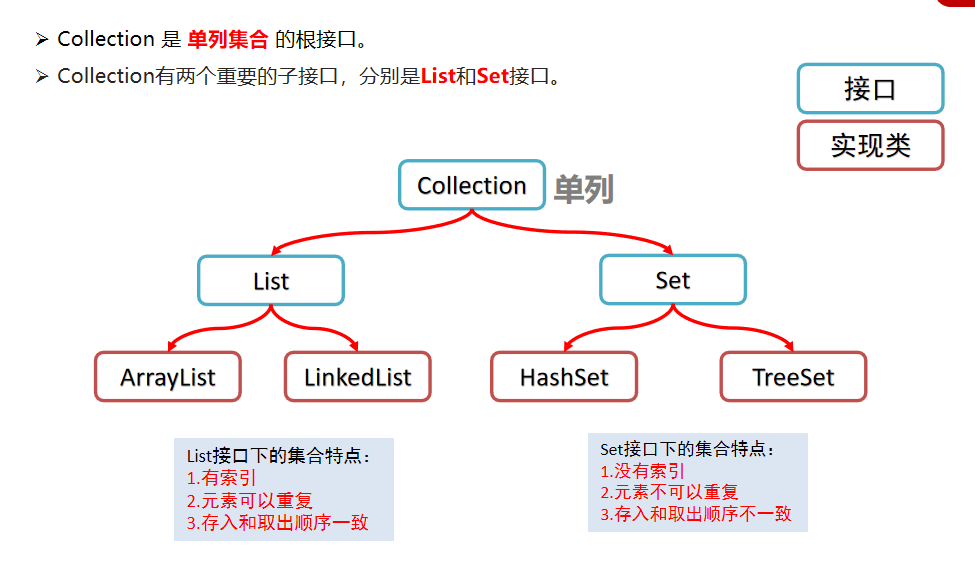 ➢ Collection 是 单列集合 的根接口。
➢ Collection有两个重要的子接口，分别是List和Set接口。
接口
实现类
Collection 单列
List
Set
ArrayList
LinkedList
HashSet
TreeSet
List接口下的集合特点：
1.有索引
2.元素可以重复
3.存入和取出顺序一致
Set接口下的集合特点：
1.没有索引
2.元素不可以重复
3.存入和取出顺序不一致